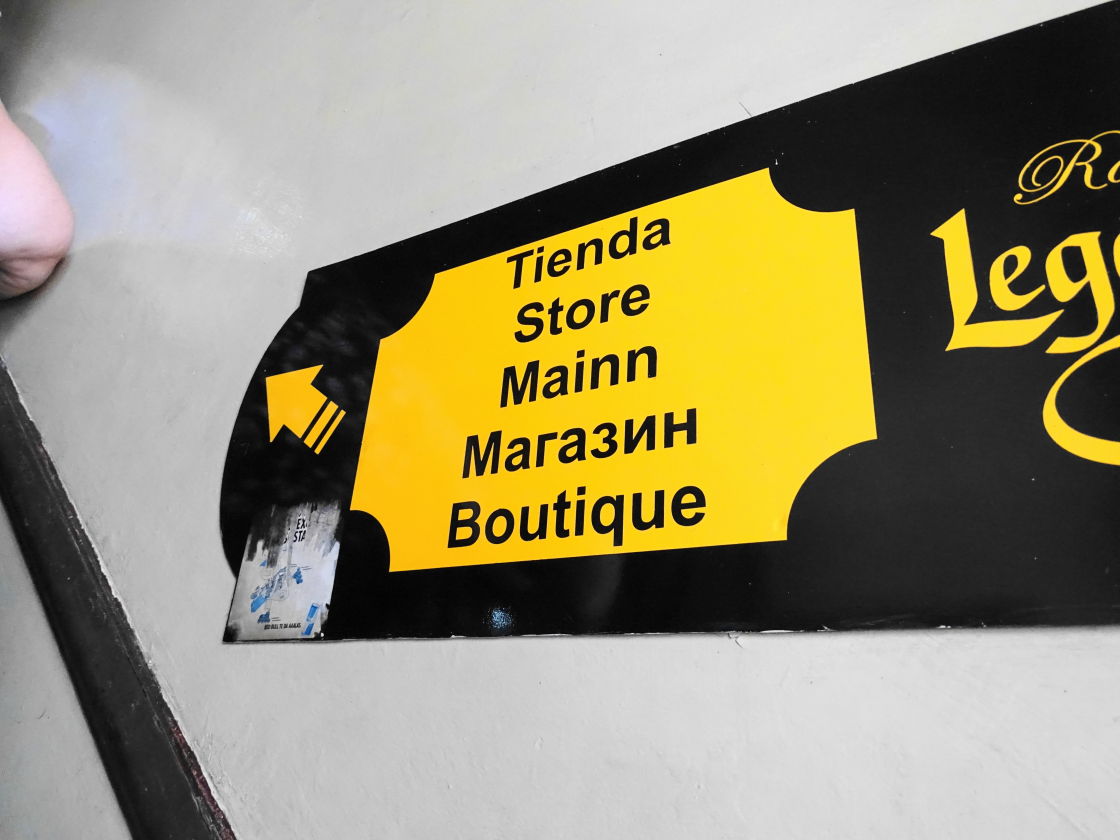 Tienda
Store
Mainn
Магазин
Boutique